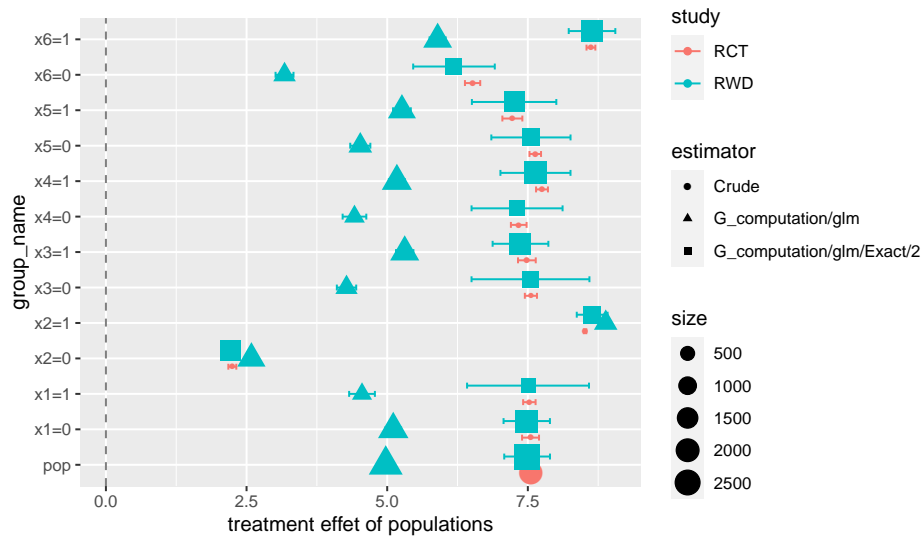 group_name
x6=1
x6=0
x5=1
x5=0
x4=1
x4=0
x3=1
x3=0
x2=1
x2=0
x1=1
x1=0
pop
0.0
2.5
5.0
7.5
treatment effet of populations
study
RCT
RWD
estimator
Crude
G_computation/glm
G_computation/glm/Exact/2
size
500
1000
1500
2000
2500